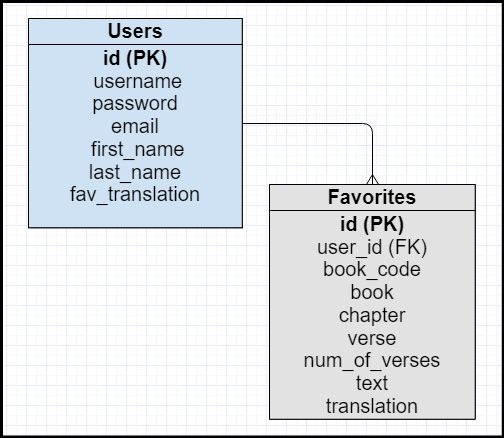 Users
id (PK)
username
password
email
first_name
last_name
fav_translation
Favorites
id (PK)
user_id (FK)
book_code
book
chapter
verse
num_of_verses
text
translation